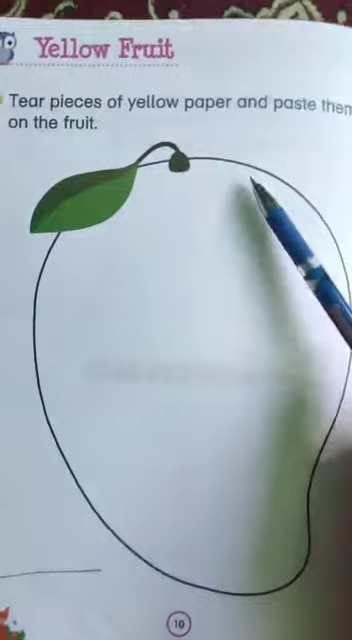 Yellow Fruit
Tear pieces of yellow paper and paste them
on the fruit.
10